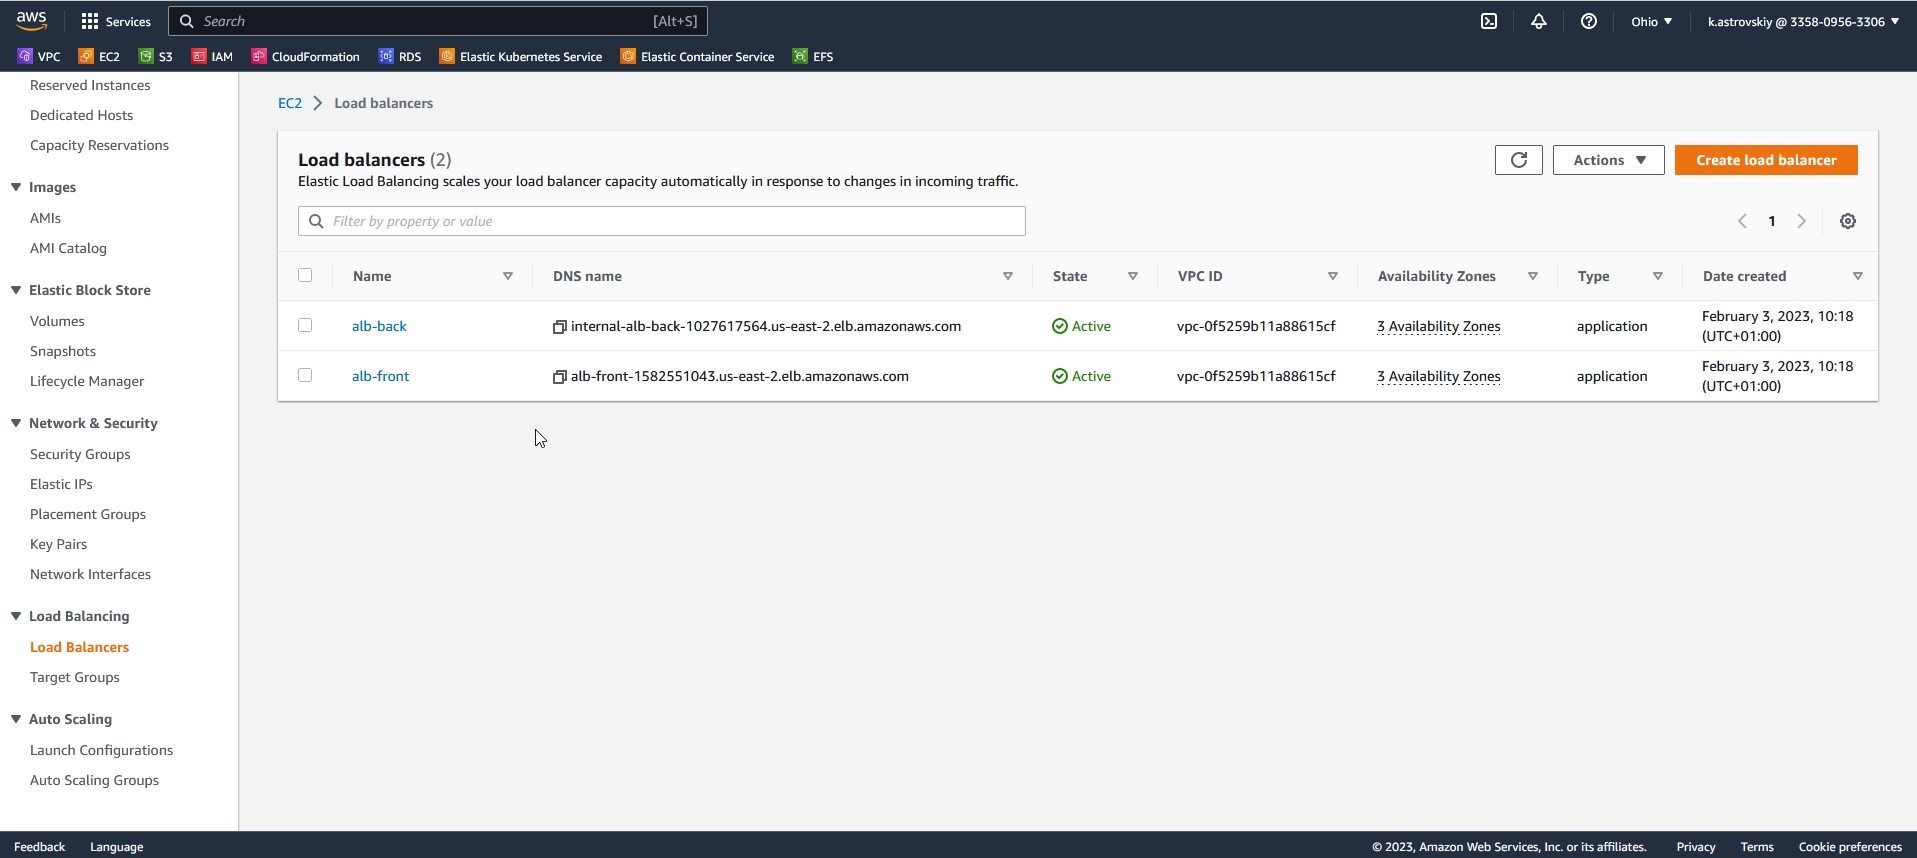 aws
Services
Search [Alt+S]
Ohio
k.astrovskiy @ 3358-0956-3306
VPC
EC2
S3
IAM
CloudFormation
RDS
Elastic Kubernetes Service
Elastic Container Service
EFS
Reserved Instances
Dedicated Hosts
Capacity Reservations
Images
AMIs
AMI Catalog
Elastic Block Store
Volumes
Snapshots
Lifecycle Manager
Network & Security
Security Groups
Elastic IPs
Placement Groups
Key Pairs
Network Interfaces
Load Balancing
Load Balancers
Target Groups
Auto Scaling
Launch Configurations
Auto Scaling Groups
EC2 > Load balancers
Load balancers (2)
Elastic Load Balancing scales your load balancer capacity automatically in response to changes in incoming traffic.
Actions
Create load balancer
Filter by property or value
1
Name
DNS name
State
VPC ID
Availability Zones
Type
Date created
alb-back
internal-alb-back-1027617564.us-east-2.elb.amazonaws.com
Active
vpc-0f5259b11a88615cf
3 Availability Zones
application
February 3, 2023, 10:18
(UTC+01:00)
alb-front
alb-front-1582551043.us-east-2.elb.amazonaws.com
Active
vpc-0f5259b11a88615cf
3 Availability Zones
application
February 3, 2023, 10:18
(UTC+01:00)
Feedback
Language
© 2023, Amazon Web Services, Inc. or its affiliates.
Privacy
Terms
Cookie preferences